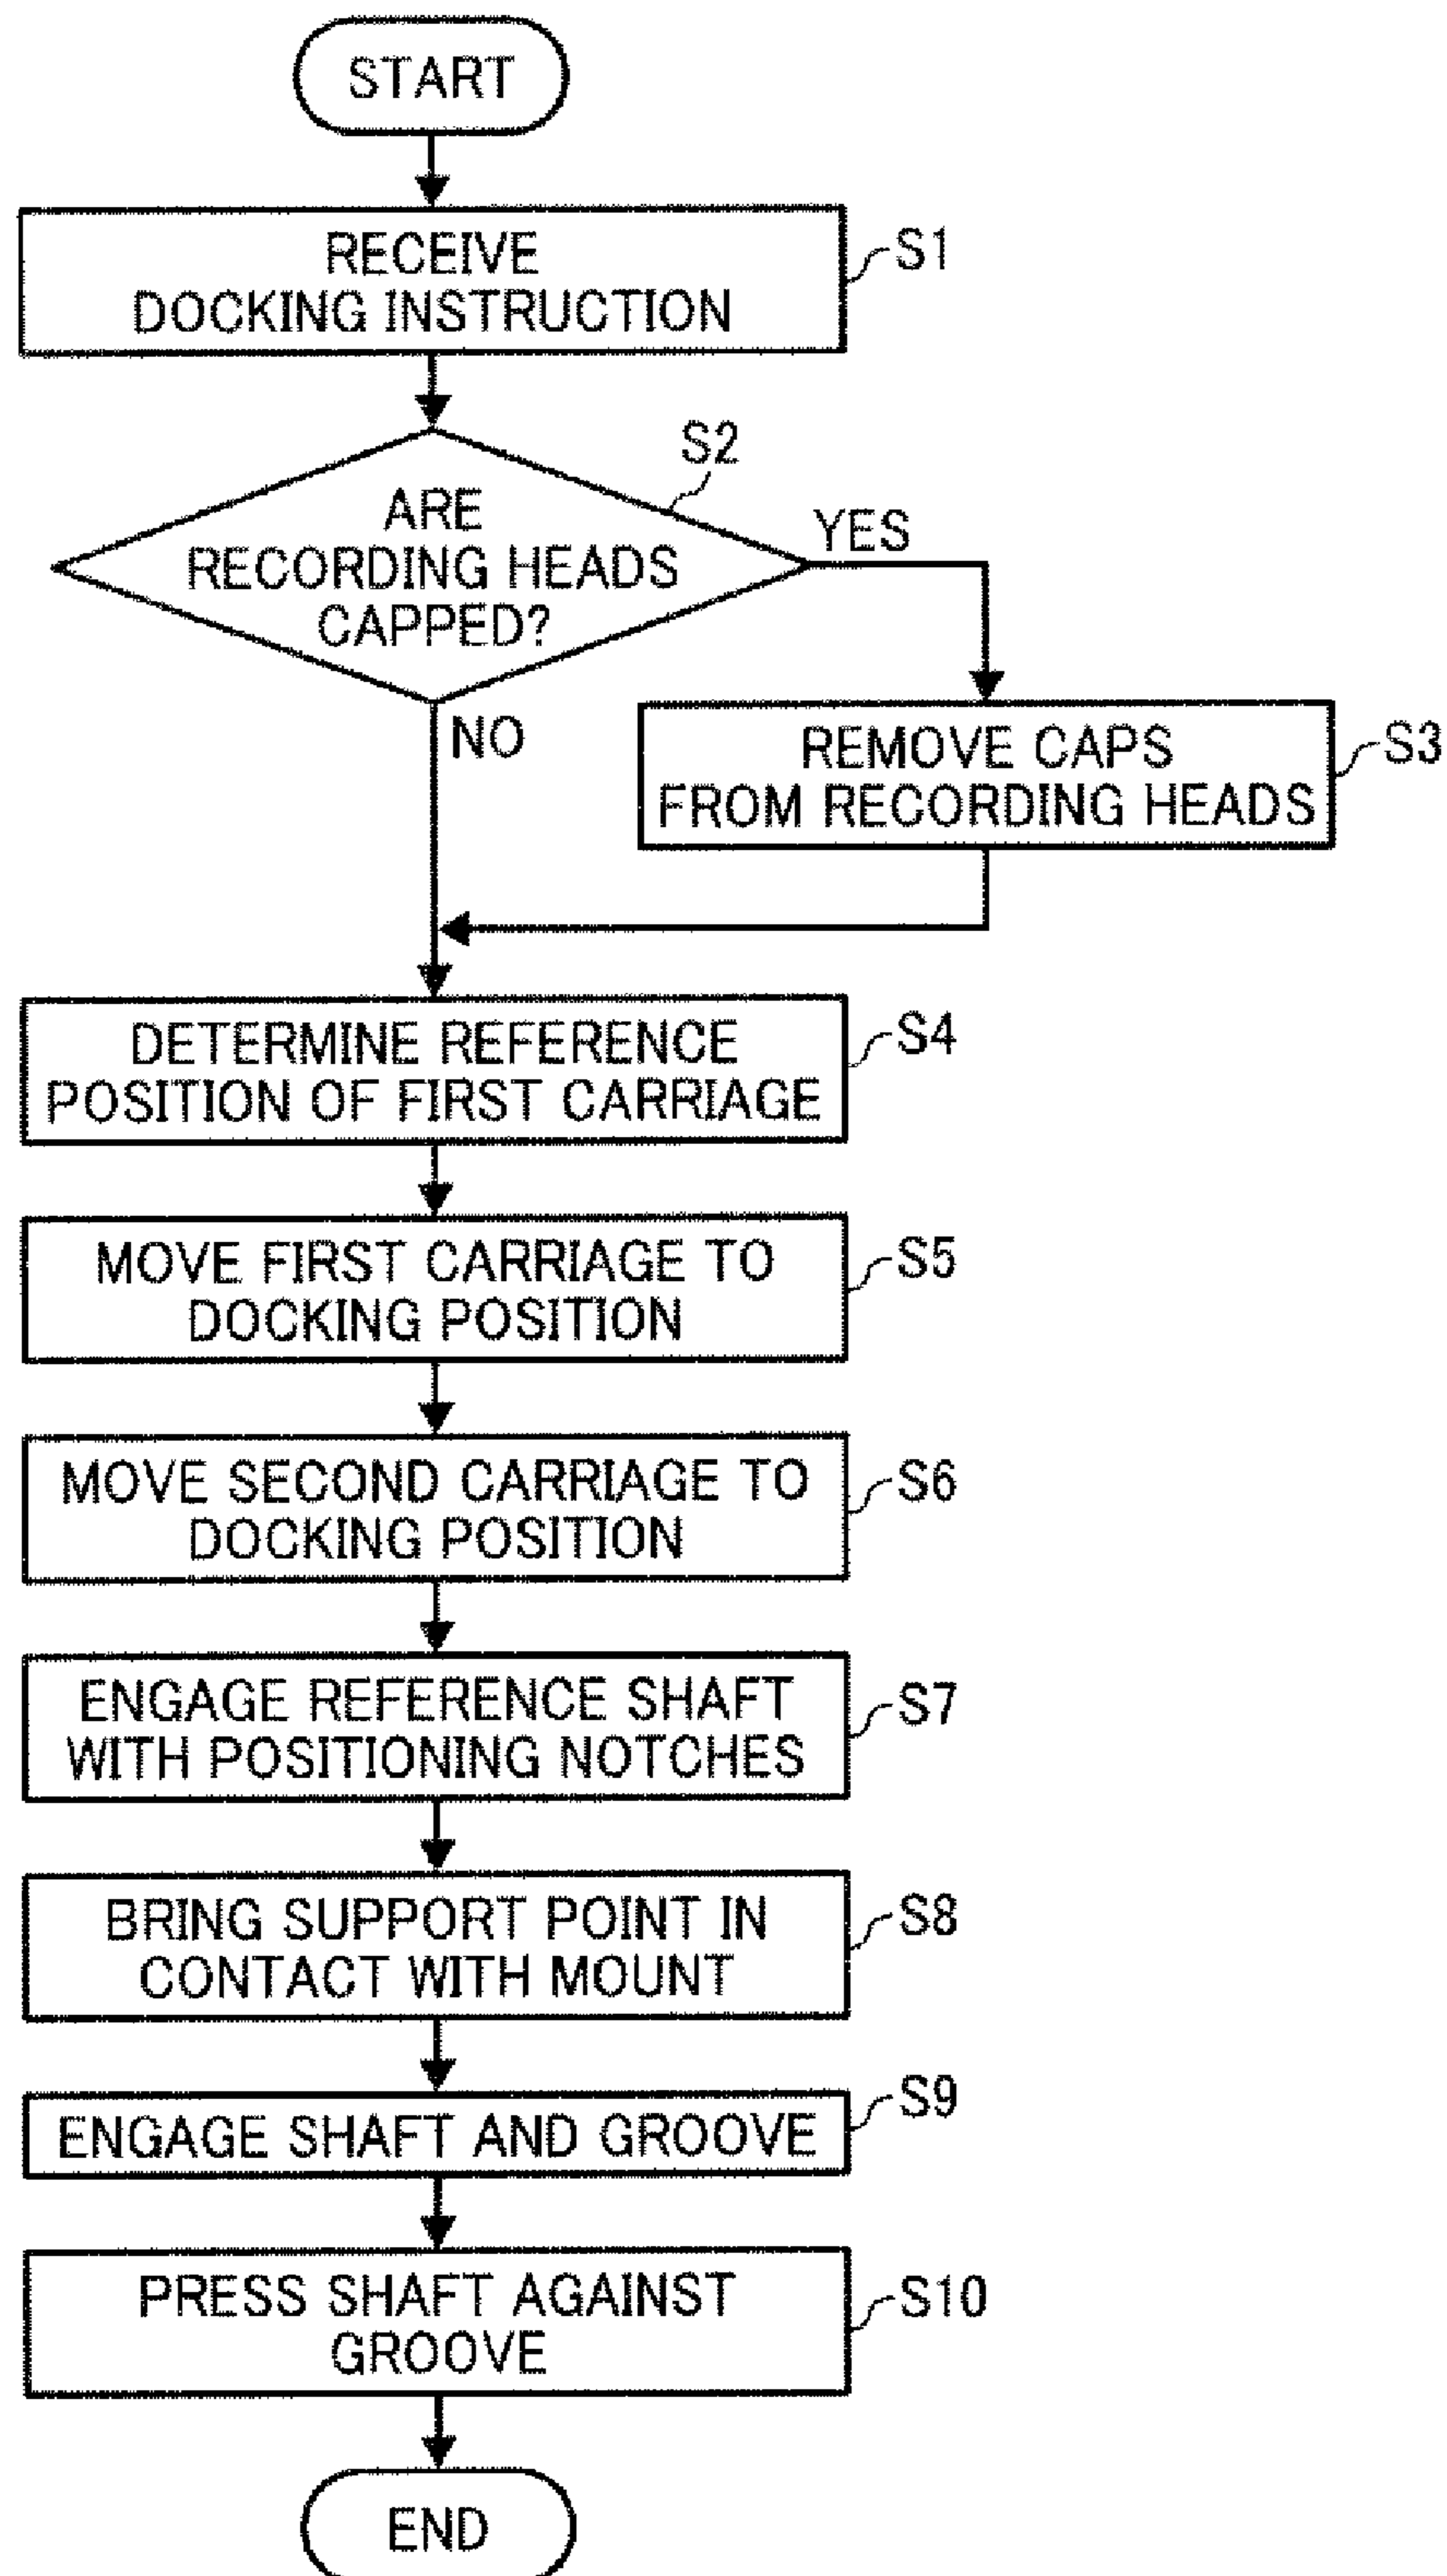 START
RECEIVE
DOCKING INSTRUCTION
S1
S2
ARE
RECORDING HEADS
CAPPED?
YES
NO
REMOVE CAPS
FROM RECORDING HEADS
S3
DETERMINE REFERENCE
POSITION OF FIRST CARRIAGE
S4
MOVE FIRST CARRIAGE TO
DOCKING POSITION
S5
MOVE SECOND CARRIAGE TO
DOCKING POSITION
S6
ENGAGE REFERENCE SHAFT
WITH POSITIONING NOTCHES
S7
BRING SUPPORT POINT IN
CONTACT WITH MOUNT
S8
ENGAGE SHAFT AND GROOVE
S9
PRESS SHAFT AGAINST
GROOVE
S10
END